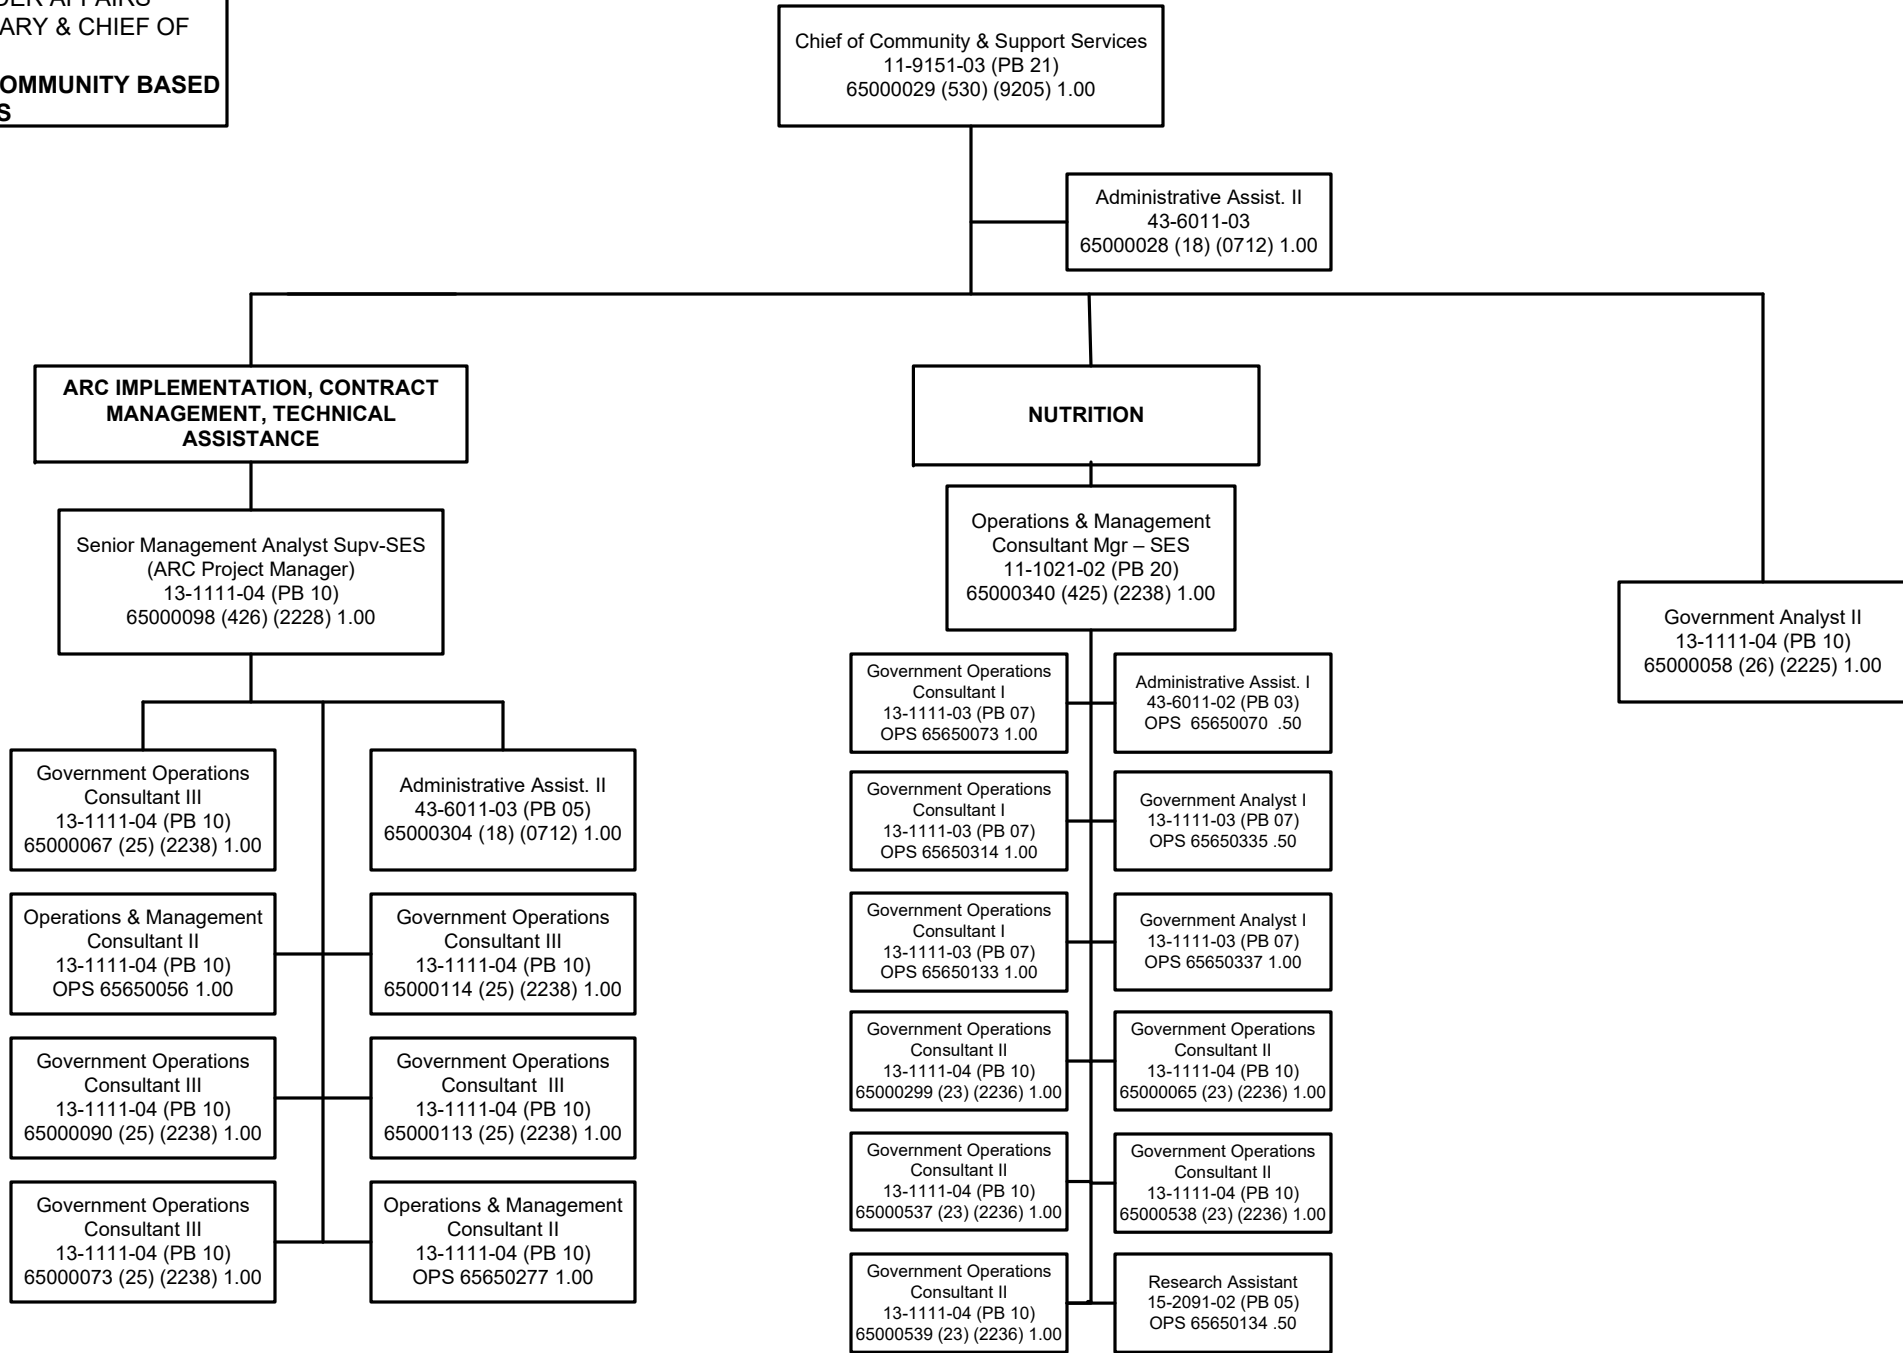 AFFAIRS
& CHIEF OF
BASED
Chief of Community & Support Services
11-9151-03 (PB 21)
65000029 (530) (9205) 1.00
Administrative Assist. II
43-6011-03
65000028 (18) (0712) 1.00
ARC IMPLEMENTATION, CONTRACT
MANAGEMENT, TECHNICAL
ASSISTANCE
Senior Management Analyst Supv-SES
(ARC Project Manager)
13-1111-04 (PB 10)
65000098 (426) (2228) 1.00
Government Operations
Consultant III
13-1111-04 (PB 10)
65000067 (25) (2238) 1.00
Administrative Assist. II
43-6011-03 (PB 05)
65000304 (18) (0712) 1.00
Operations & Management
Consultant II
13-1111-04 (PB 10)
OPS 65650056 1.00
Government Operations
Consultant III
13-1111-04 (PB 10)
65000114 (25) (2238) 1.00
Government Operations
Consultant III
13-1111-04 (PB 10)
65000090 (25) (2238) 1.00
Government Operations
Consultant  III
13-1111-04 (PB 10)
65000113 (25) (2238) 1.00
Government Operations
Consultant III
13-1111-04 (PB 10)
65000073 (25) (2238) 1.00
Operations & Management
Consultant II
13-1111-04 (PB 10)
OPS 65650277 1.00
NUTRITION
Operations & Management
Consultant Mgr – SES
11-1021-02 (PB 20)
65000340 (425) (2238) 1.00
Government Operations
Consultant I
13-1111-03 (PB 07)
OPS 65650073 1.00
Administrative Assist. I
43-6011-02 (PB 03)
OPS  65650070  .50
Government Operations
Consultant I
13-1111-03 (PB 07)
OPS 65650314 1.00
Government Analyst I
13-1111-03 (PB 07)
OPS 65650335 .50
Government Operations
Consultant I
13-1111-03 (PB 07)
OPS 65650133 1.00
Government Analyst I
13-1111-03 (PB 07)
OPS 65650337 1.00
Government Operations
Consultant II
13-1111-04 (PB 10)
65000299 (23) (2236) 1.00
Government Operations
Consultant II
13-1111-04 (PB 10)
65000065 (23) (2236) 1.00
Government Operations
Consultant II
13-1111-04 (PB 10)
65000537 (23) (2236) 1.00
Government Operations
Consultant II
13-1111-04 (PB 10)
65000538 (23) (2236) 1.00
Government Operations
Consultant II
13-1111-04 (PB 10)
65000539 (23) (2236) 1.00
Research Assistant
15-2091-02 (PB 05)
OPS 65650134 .50
Government Analyst II
13-1111-04 (PB 10)
65000058 (26) (2225) 1.00